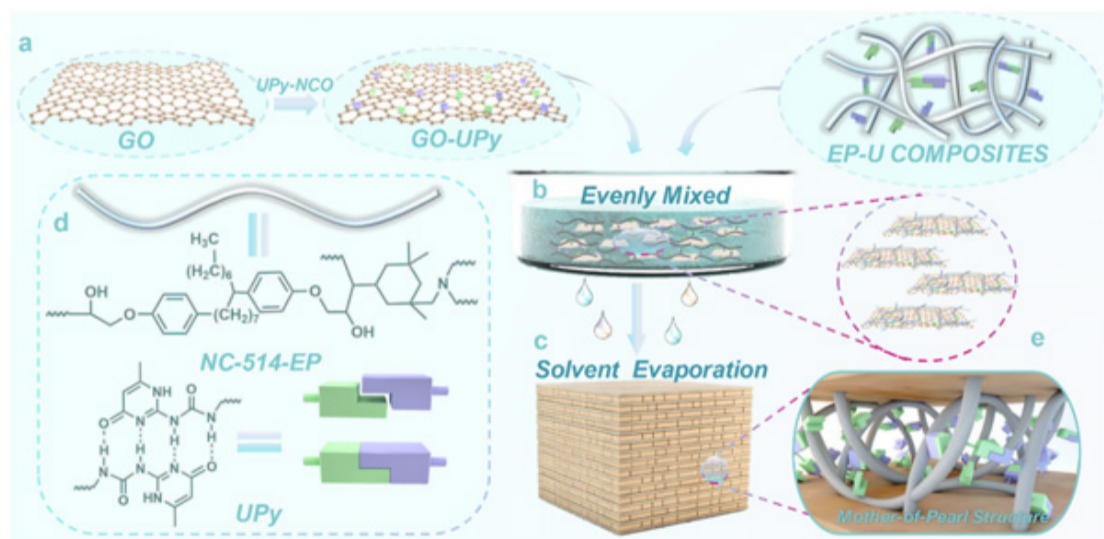 a
UPy-NCO
GO
GO-UPy
EP-U COMPOSITES
b
Evenly Mixed
d
H₃C
(H₂C)₆
OH
O
(CH₂)₇
O
OH
N
NC-514-EP
c
Solvent Evaporation
e
NH O
O N N N
H H H H
N N N O
O HN
UPy
Mother-of-Pearl Structure